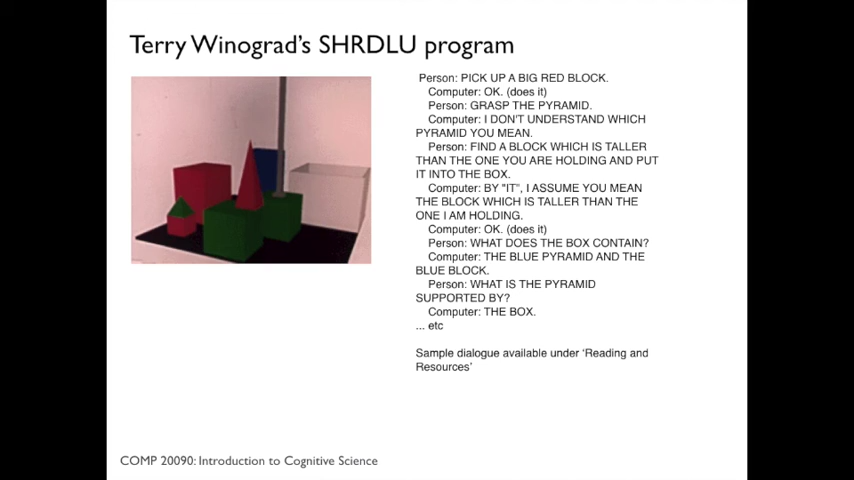 Terry Winograd's SHRDLU program
Person: PICK UP A BIG RED BLOCK.
Computer: OK. (does it)
Person: GRASP THE PYRAMID.
Computer: I DON'T UNDERSTAND WHICH
PYRAMID YOU MEAN.
Person: FIND A BLOCK WHICH IS TALLER
THAN THE ONE YOU ARE HOLDING AND PUT
IT INTO THE BOX.
Computer: BY "IT", I ASSUME YOU MEAN
THE BLOCK WHICH IS TALLER THAN THE
ONE I AM HOLDING.
Computer: OK. (does it)
Person: WHAT DOES THE BOX CONTAIN?
Computer: THE BLUE PYRAMID AND THE
BLUE BLOCK.
Person: WHAT IS THE PYRAMID
SUPPORTED BY?
Computer: THE BOX.
... etc
Sample dialogue available under 'Reading and
Resources'
COMP 20090: Introduction to Cognitive Science